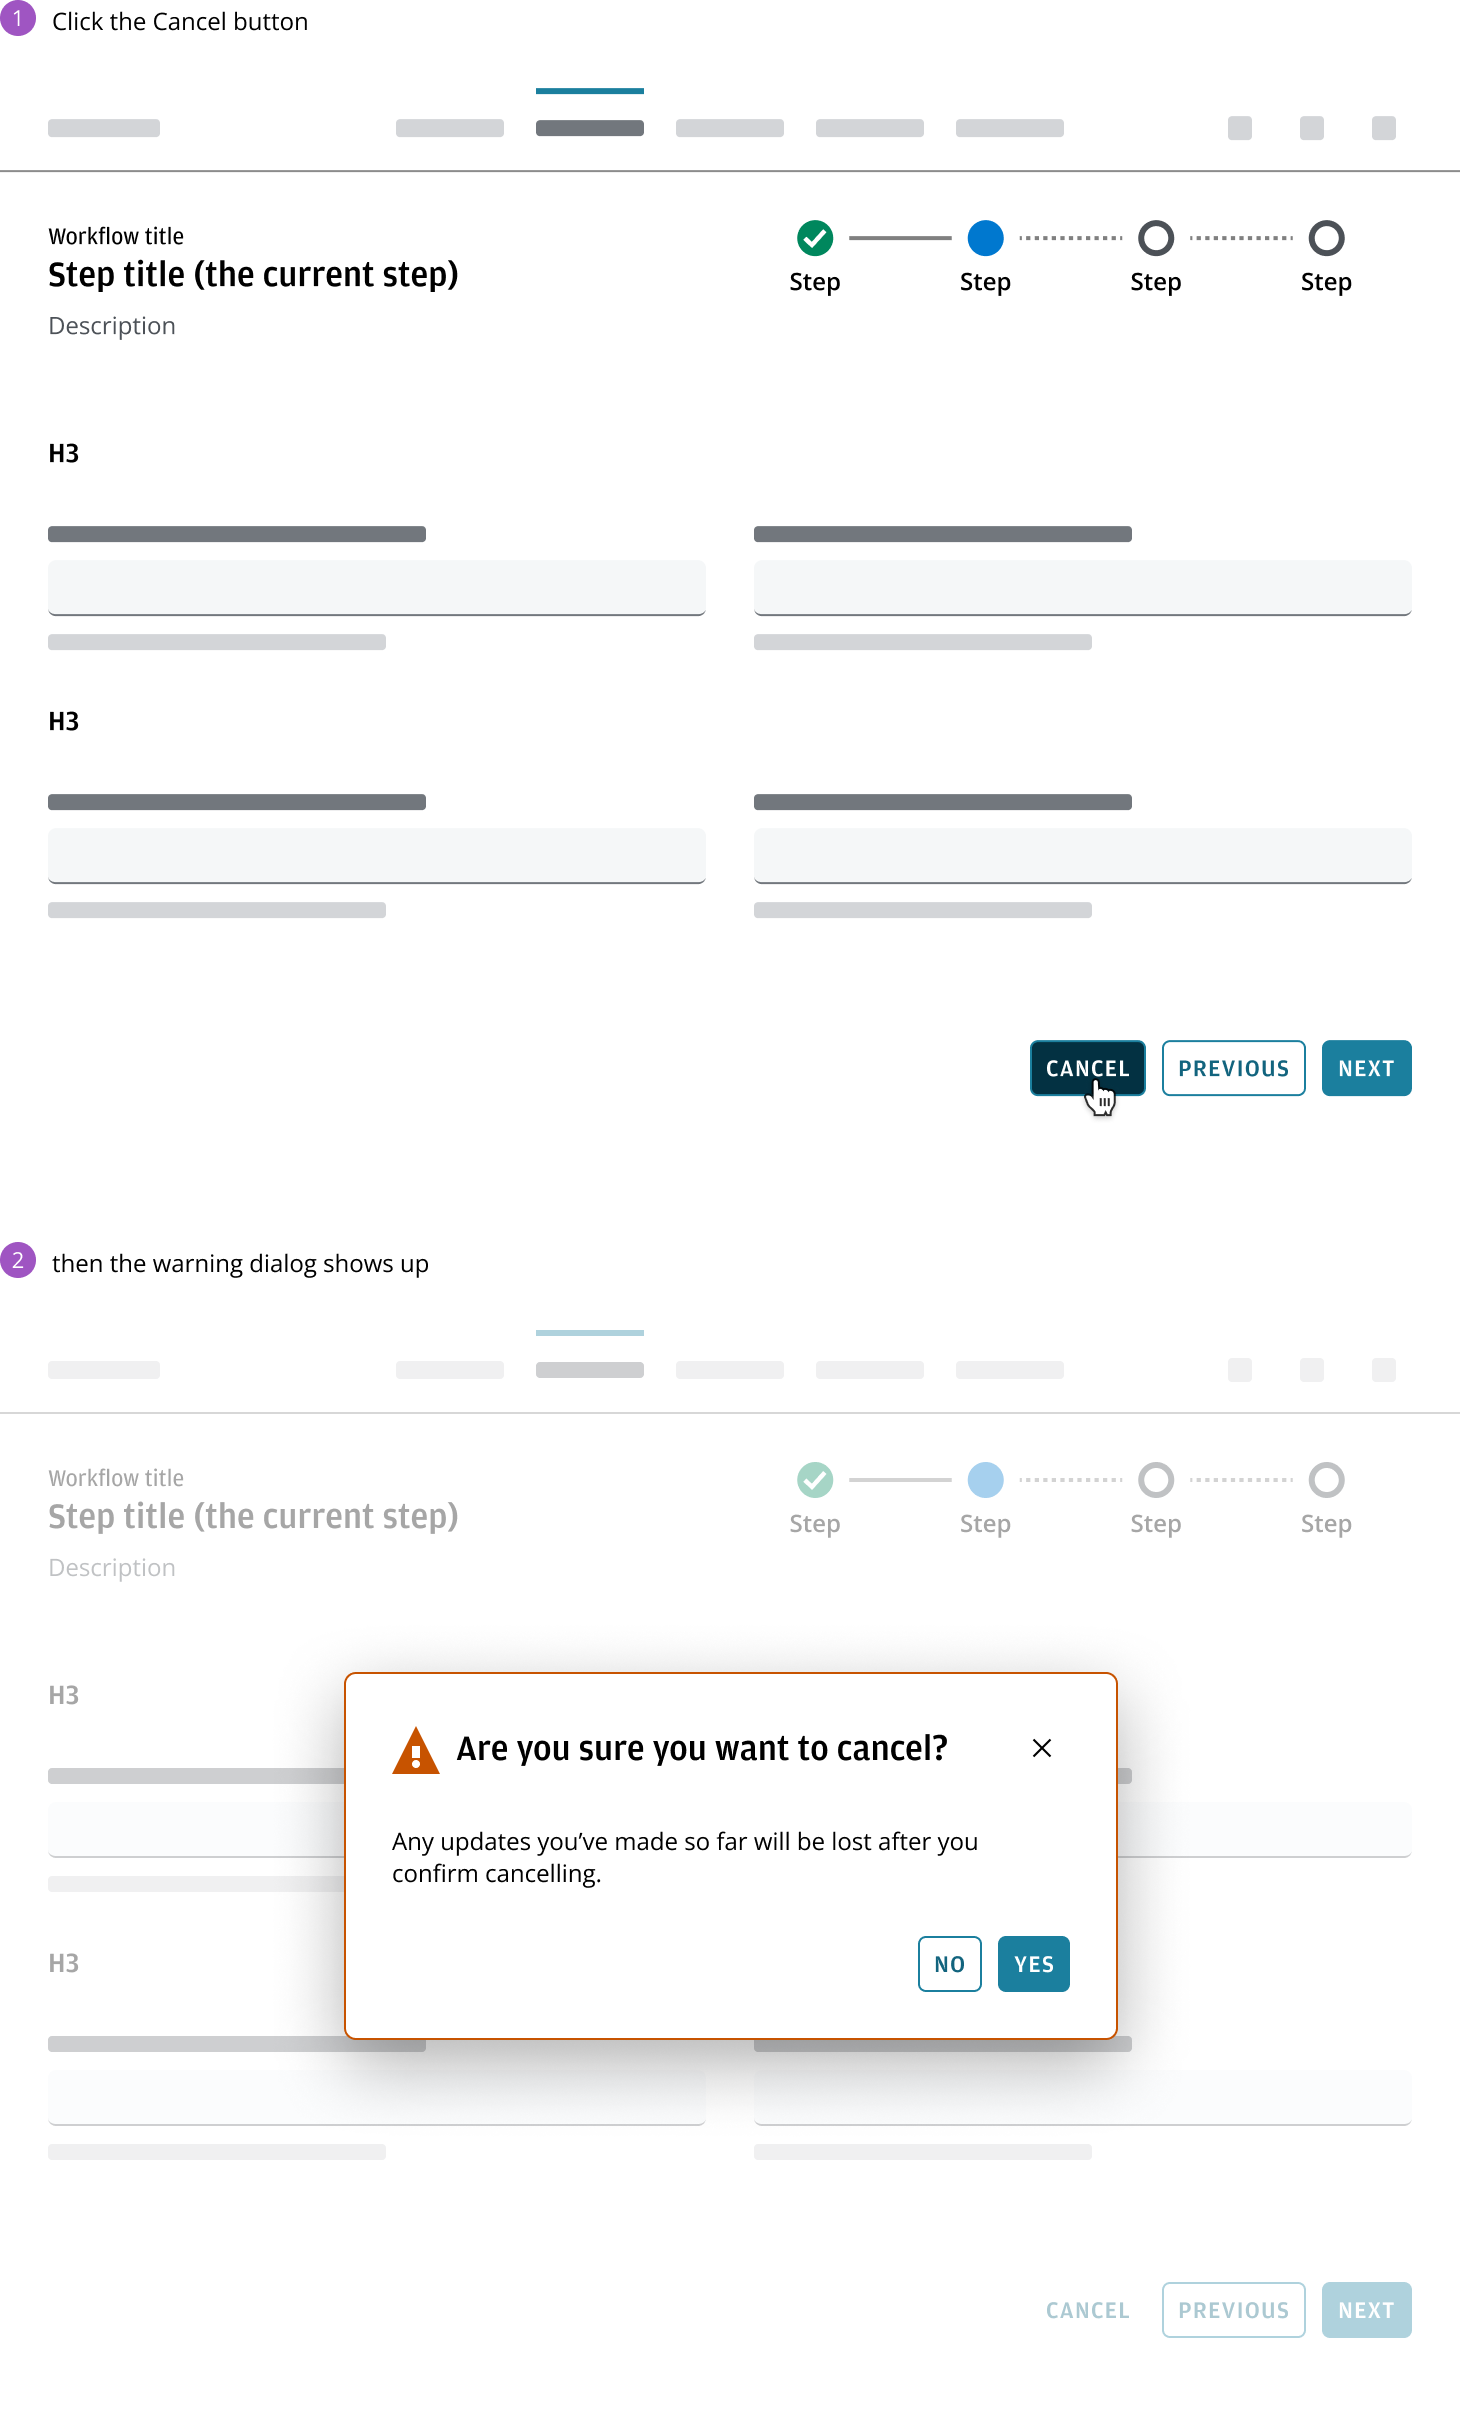 1
Click the Cancel button
Workflow title
Step title (the current step)
Description
Step Step Step Step
H3
H3
CANCEL PREVIOUS NEXT
2
then the warning dialog shows up
Workflow title
Step title (the current step)
Description
Step Step Step Step
H3
Are you sure you want to cancel?
Any updates you’ve made so far will be lost after you
confirm cancelling.
H3
NO YES
CANCEL PREVIOUS NEXT